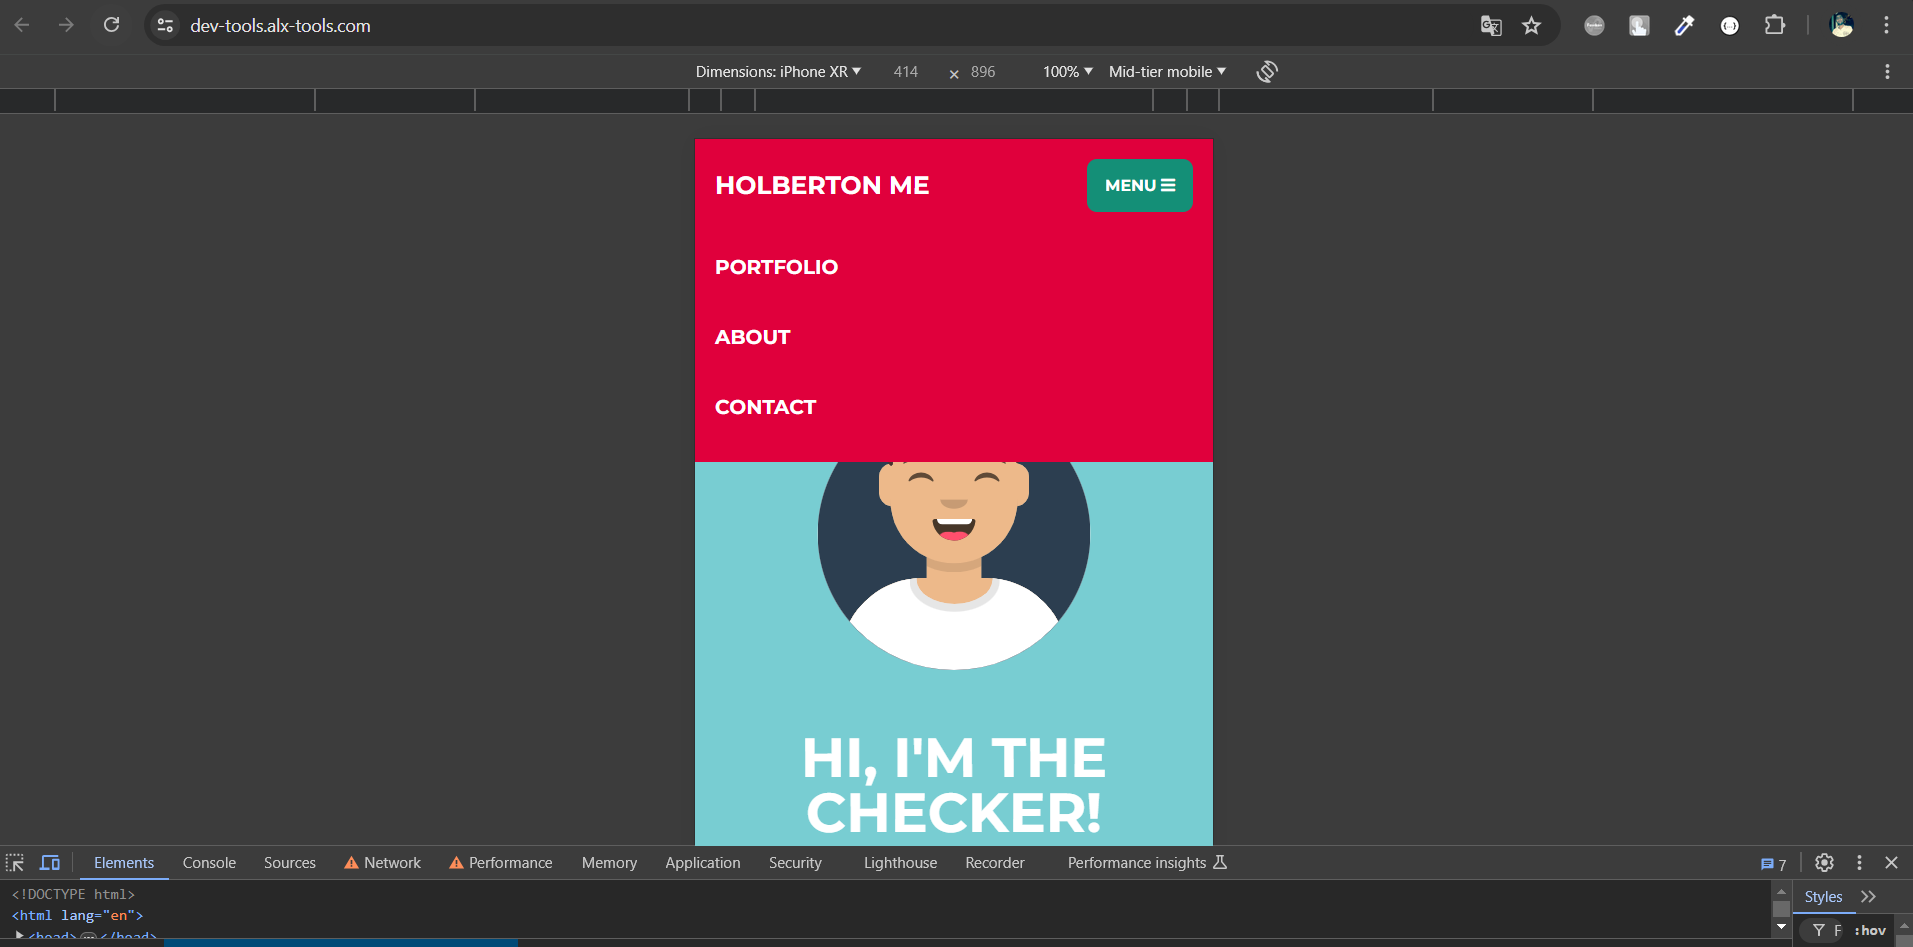 dev-tools.alx-tools.com
Dimensions: iPhone XR ▼ 414 × 896 100% ▼ Mid-tier mobile ▼
HOLBERTON ME
MENU ☰
PORTFOLIO
ABOUT
CONTACT
HI, I'M THE
CHECKER!
Elements Console Sources Network Performance Memory Application Security Lighthouse Recorder Performance insights 7
<!DOCTYPE html>
<html lang="en">
<head> … </head>
Styles
F :hov